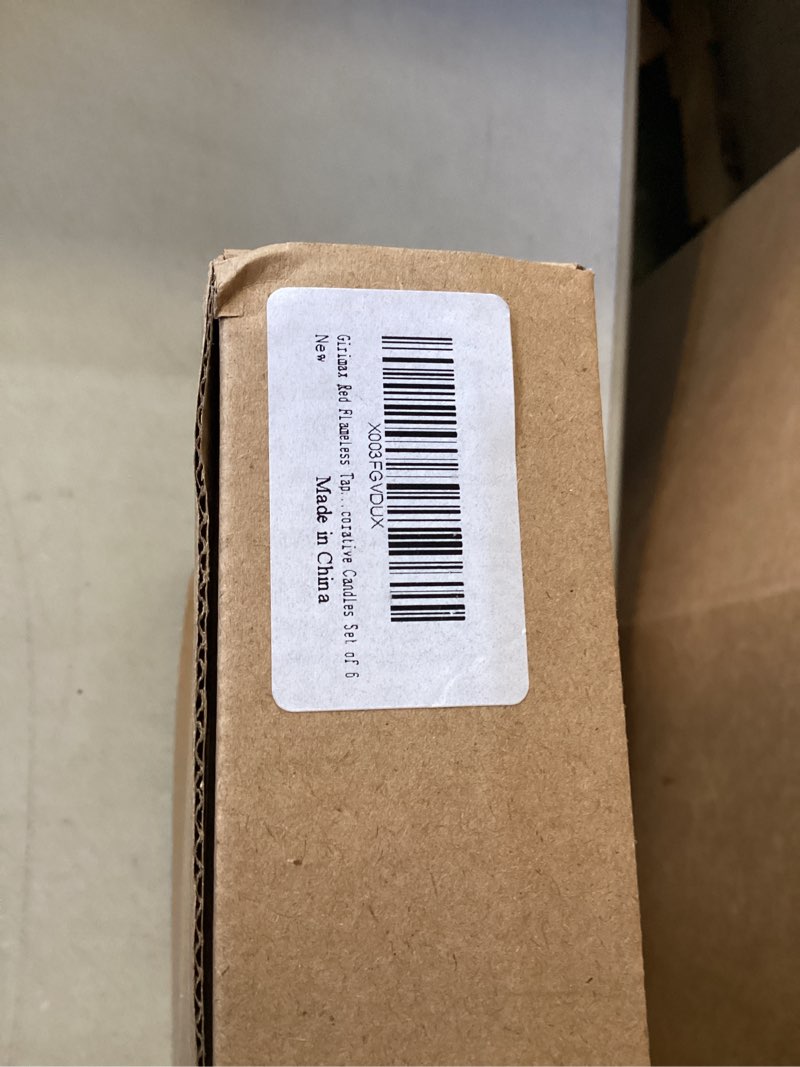 X003FGVDUX
Girimax Red Flameless Tap...corative Candles Set of 6
New
Made in China